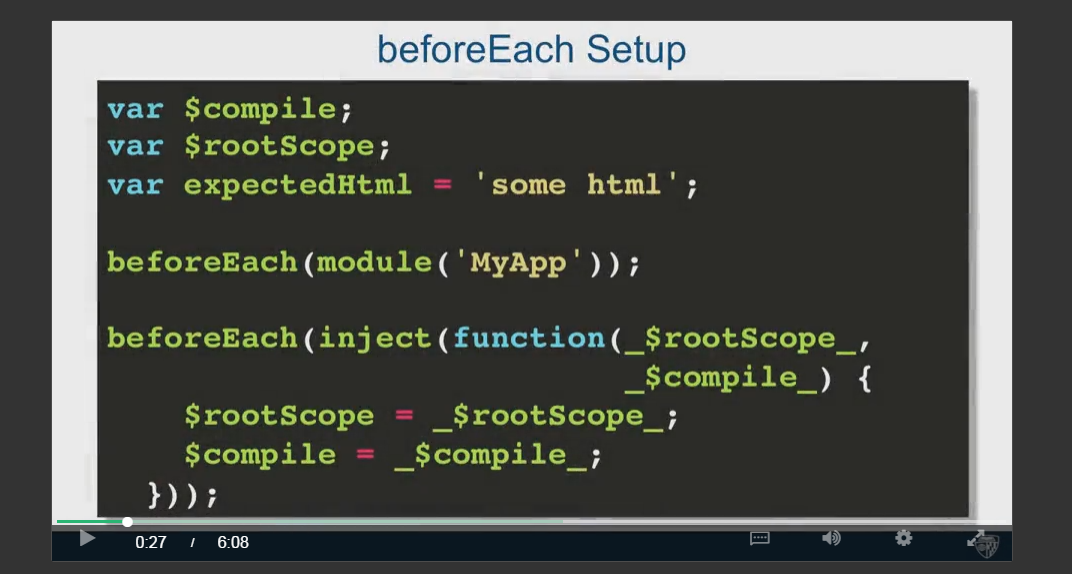 beforeEach Setup
var $compile;
var $rootScope;
var expectedHtml = 'some html';
beforeEach(module('MyApp'));
beforeEach(inject(function(_$rootScope_,
_$compile_) {
$rootScope = _$rootScope_;
$compile = _$compile_;
}));
0:27 / 6:08